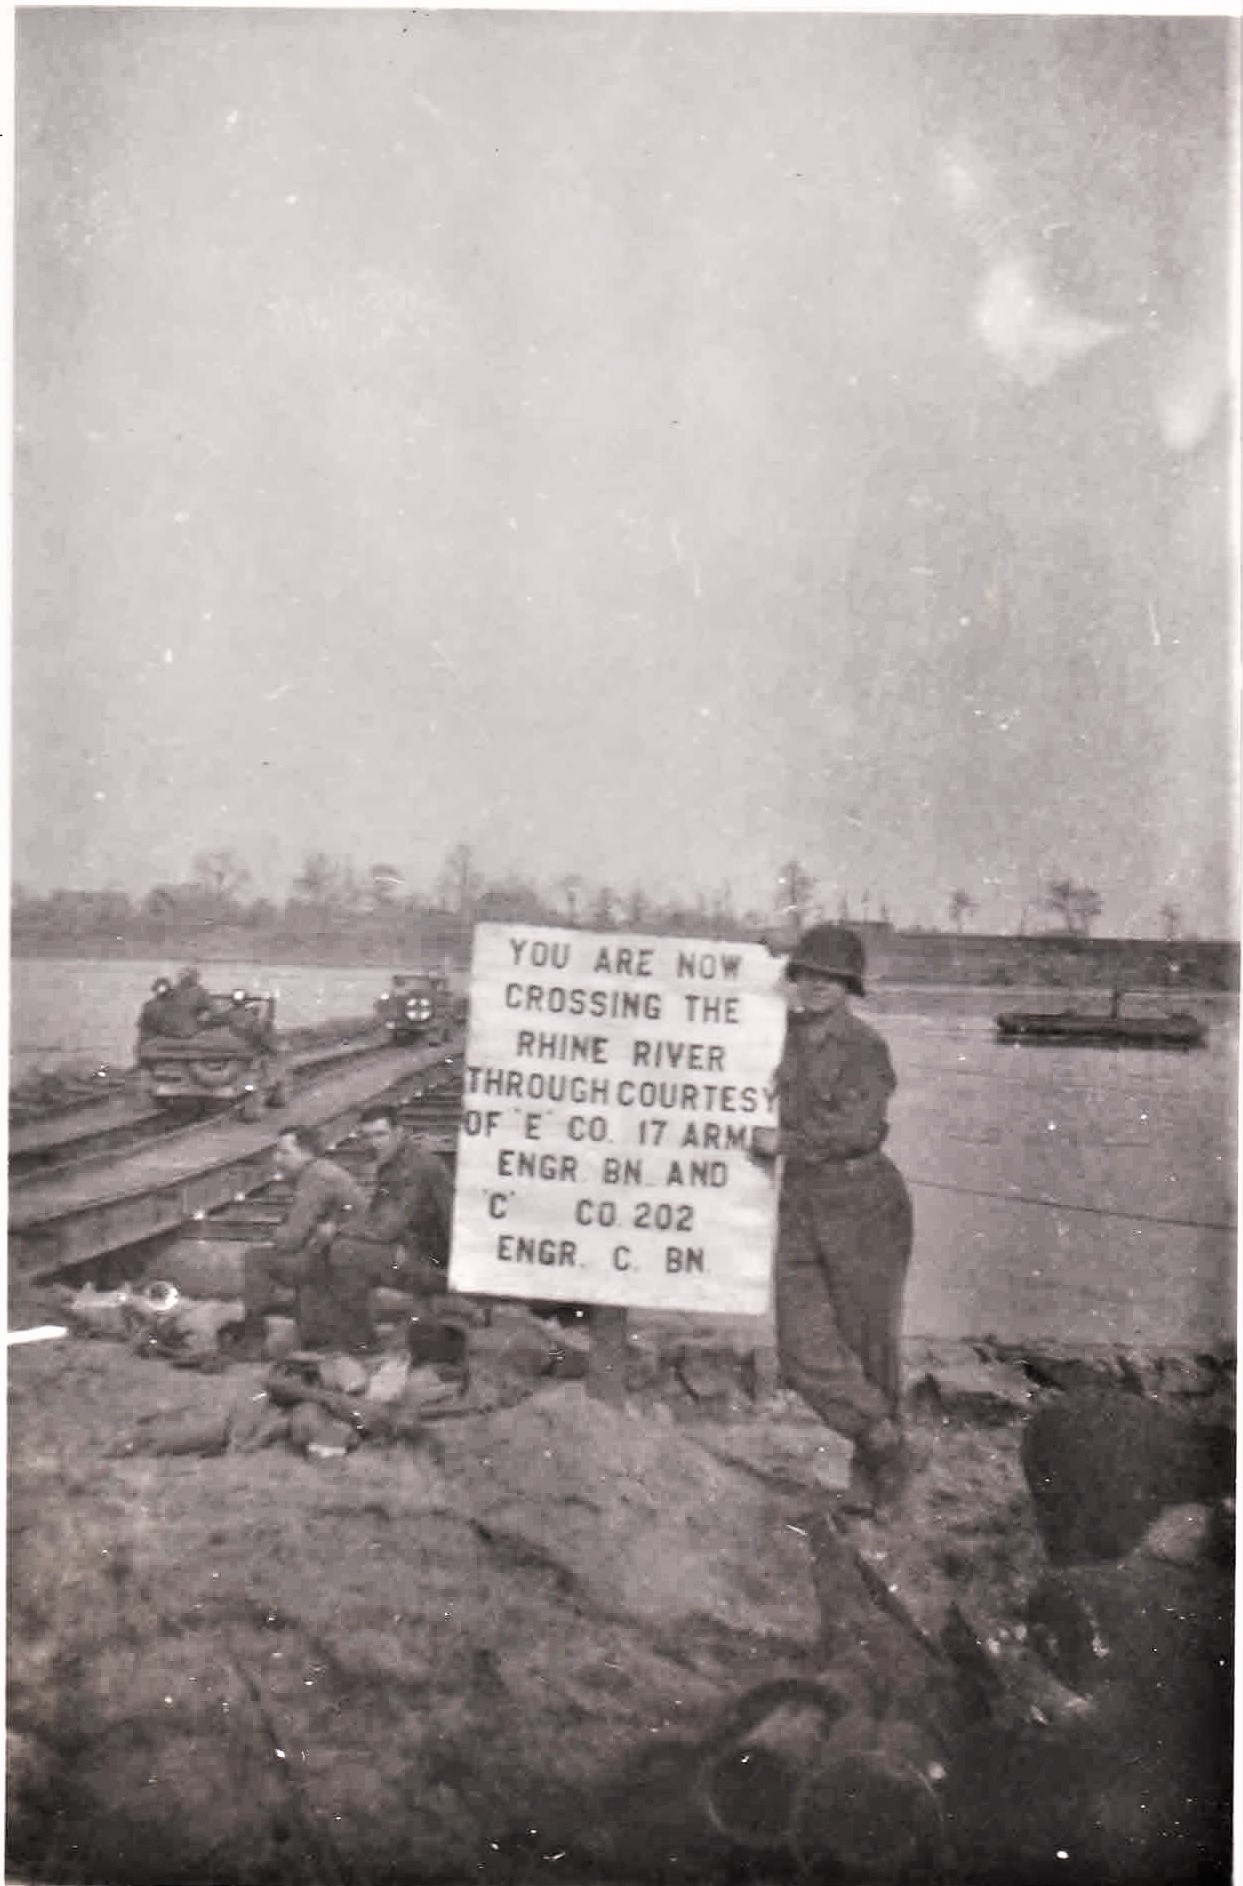 YOU ARE NOW
CROSSING THE
RHINE RIVER
THROUGH COURTESY
OF "E" CO. 17 ARMD
ENGR. BN. AND
"C" CO. 202
ENGR. C. BN.